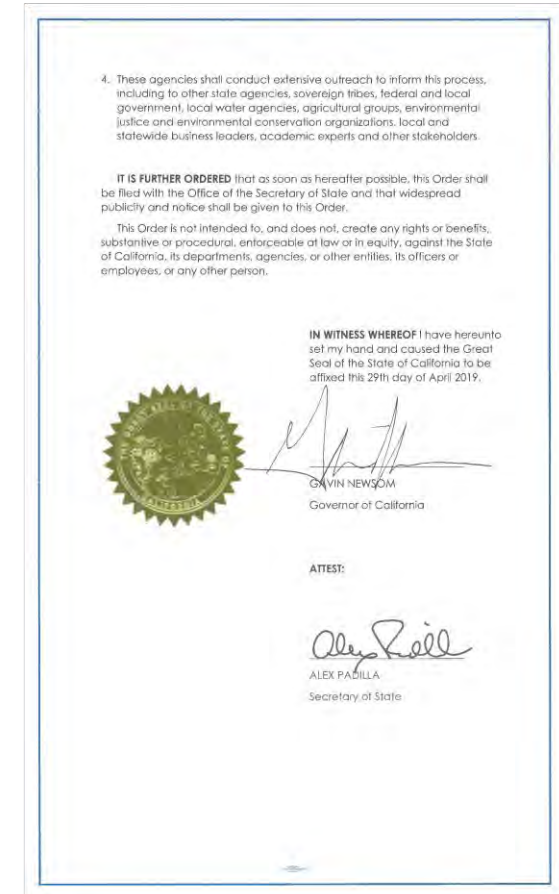 4. These agencies shall conduct extensive outreach to inform this process,
including to other state agencies, sovereign tribes, federal and local
government, local water agencies, agricultural groups, environmental
justice and environmental conservation organizations, local and
statewide business leaders, academic experts and other stakeholders.
IT IS FURTHER ORDERED that as soon as hereafter possible, this Order shall
be filed with the Office of the Secretary of State and that widespread
publicity and notice shall be given to this Order.
This Order is not intended to, and does not, create any rights or benefits,
substantive or procedural, enforceable at law or in equity, against the State
of California, its departments, agencies, or other entities, its officers or
employees, or any other person.
IN WITNESS WHEREOF I have hereunto
set my hand and caused the Great
Seal of the State of California to be
affixed this 29th day of April 2019.
GAVIN NEWSOM
Governor of California
ATTEST:
ALEX PADILLA
Secretary of State